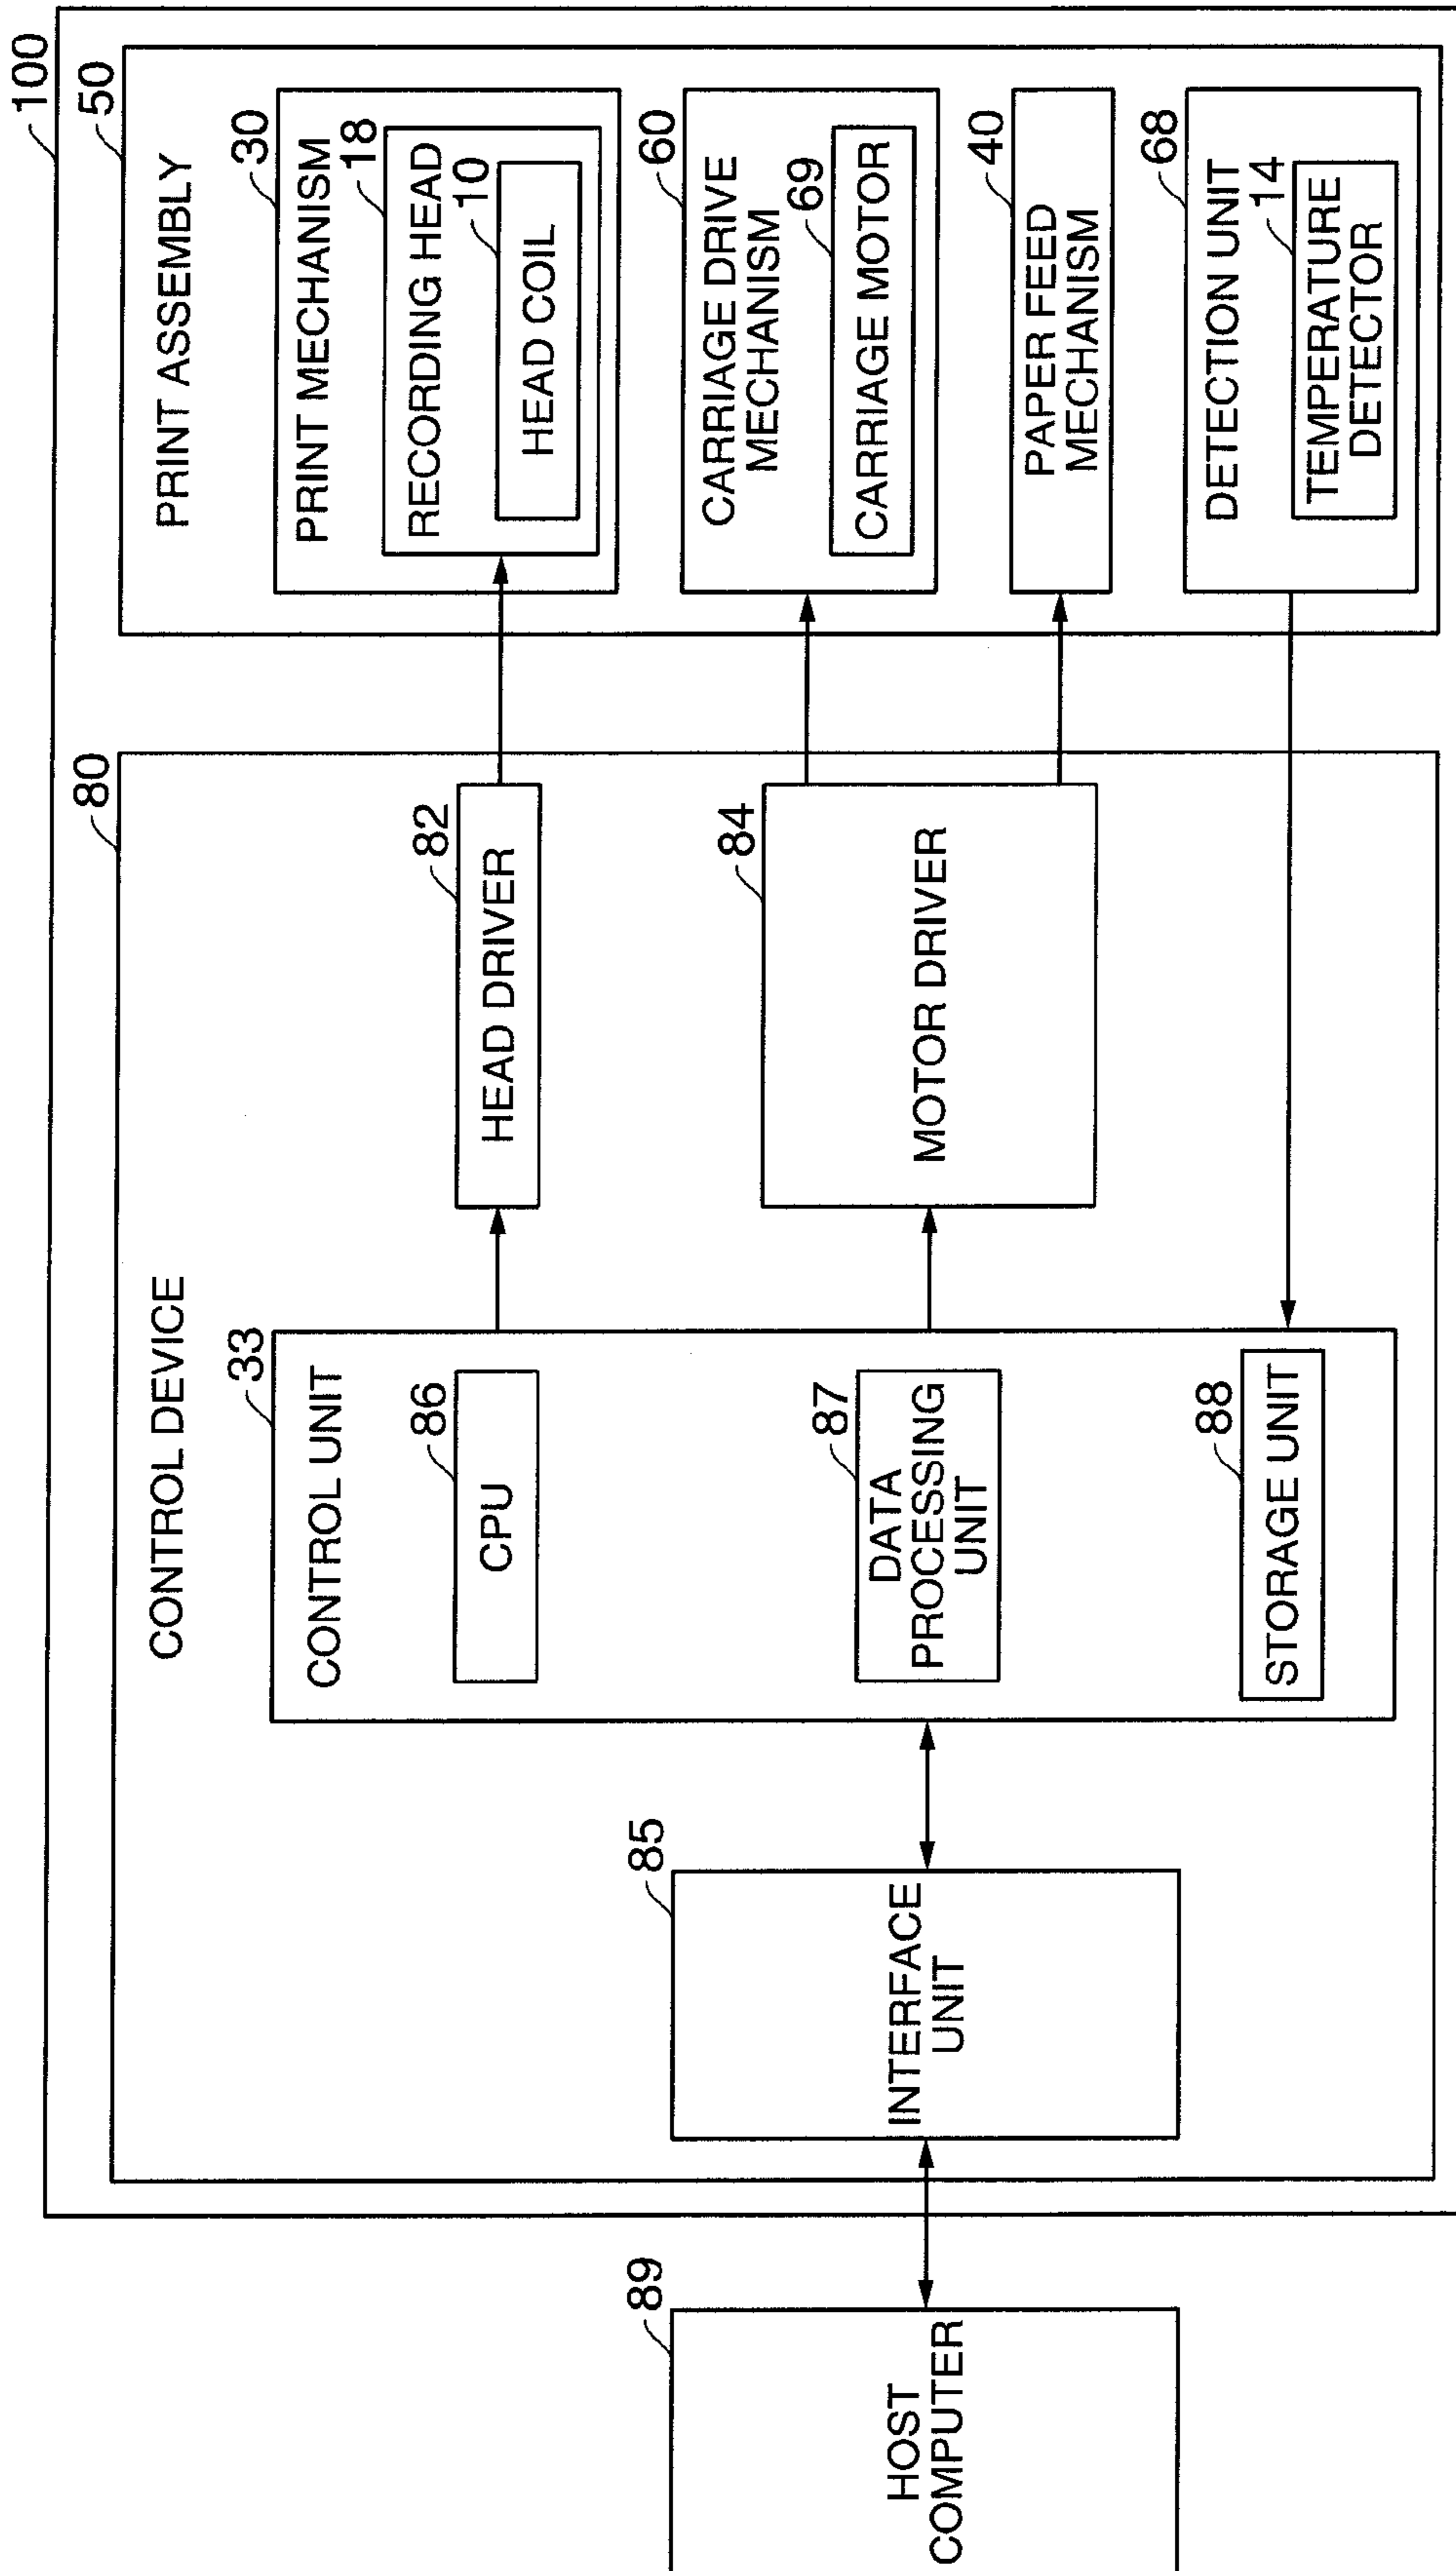 100
50
PRINT ASSEMBLY
30
PRINT MECHANISM
18
RECORDING HEAD
10
HEAD COIL
60
CARRIAGE DRIVE
MECHANISM
69
CARRIAGE MOTOR
40
PAPER FEED
MECHANISM
68
DETECTION UNIT
14
TEMPERATURE
DETECTOR
80
CONTROL DEVICE
82
HEAD DRIVER
84
MOTOR DRIVER
33
CONTROL UNIT
86
CPU
87
DATA
PROCESSING
UNIT
88
STORAGE UNIT
85
INTERFACE
UNIT
89
HOST
COMPUTER